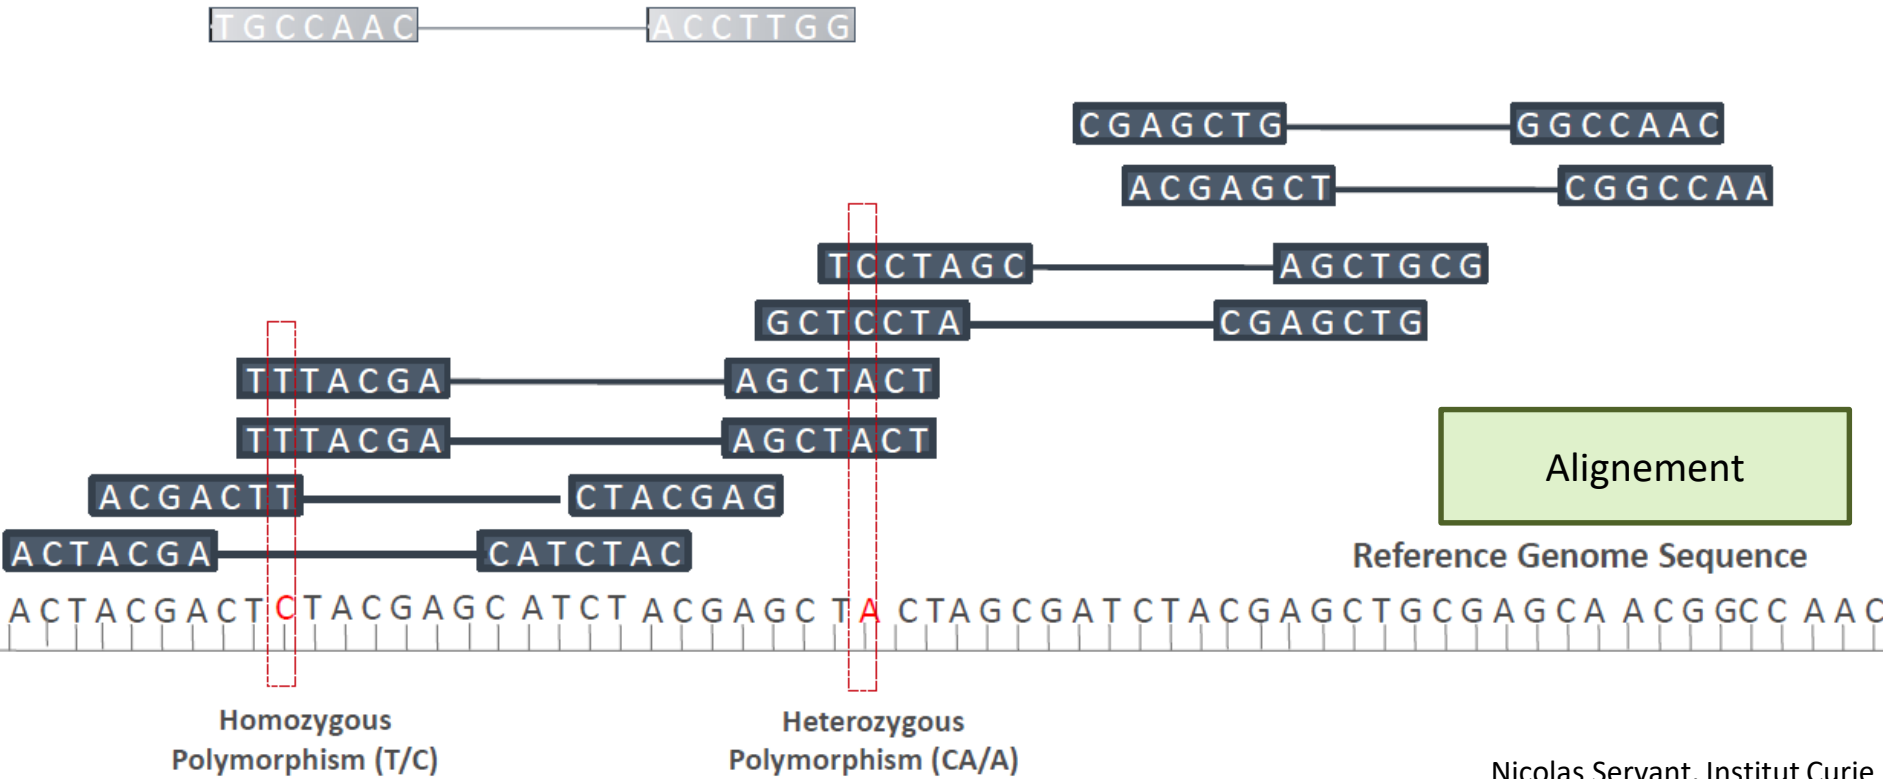 TGCCAAC ACCTTGG
CGAGCTG GGCCAAC
ACGAGCT CGGCCAA
TCCTAGC AGCTGCG
GCTCCTA CGAGCTG
TTTACGA AGCTACT
TTTACGA AGCTACT
Alignement
ACGACTT CTACGAG
ACTACGA CATCTAC
Reference Genome Sequence
ACTACGACTCTACGAGCATCTACGAGCTACTAGCGATCTACGAGCTGCGAGCAACGGCCAAC
Homozygous
Polymorphism (T/C)
Heterozygous
Polymorphism (CA/A)
Nicolas Servant, Institut Curie